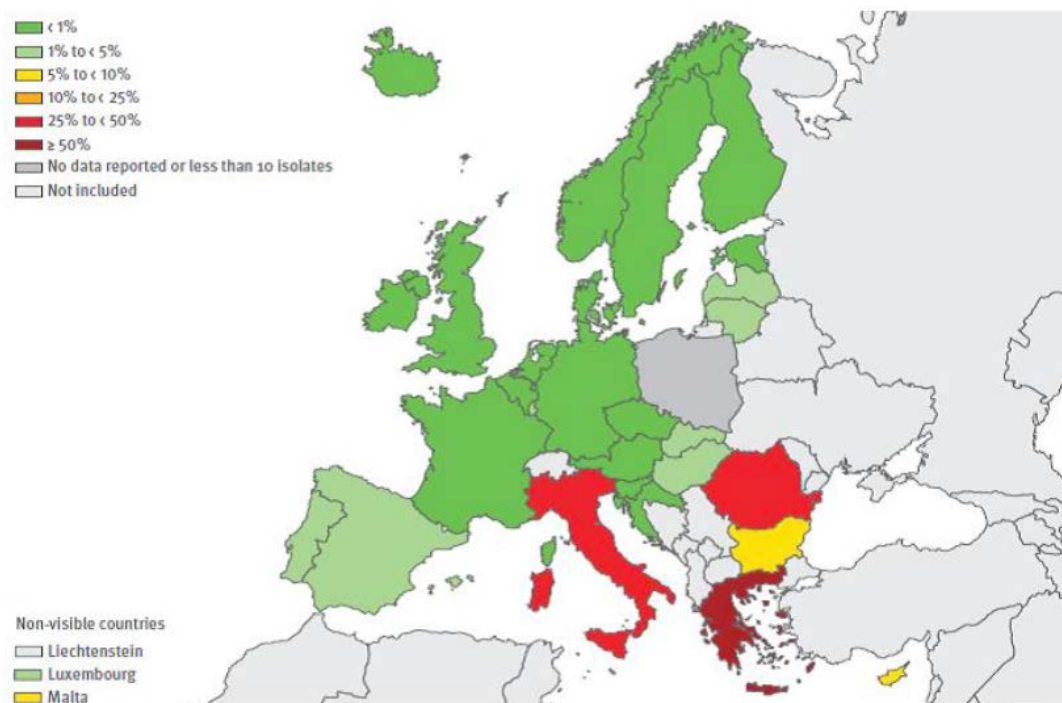 < 1%
1% to < 5%
5% to < 10%
10% to < 25%
25% to < 50%
≥ 50%
No data reported or less than 10 isolates
Not included
Non-visible countries
Liechtenstein
Luxembourg
Malta